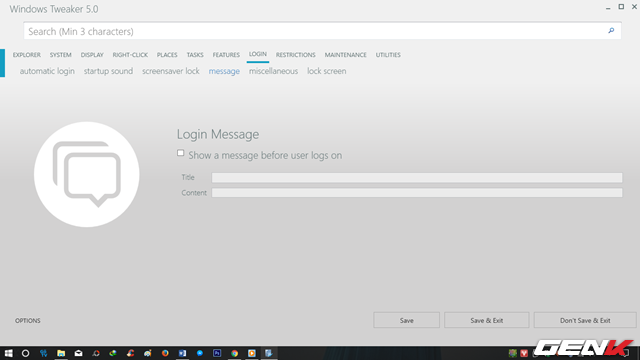 Windows Tweaker 5.0
Search (Min 3 characters)
EXPLORER SYSTEM DISPLAY RIGHT-CLICK PLACES TASKS FEATURES LOGIN RESTRICTIONS MAINTENANCE UTILITIES
automatic login startup sound screensaver lock message miscellaneous lock screen
Login Message
Show a message before user logs on
Title
Content
OPTIONS Save Save & Exit Don't Save & Exit
GENK